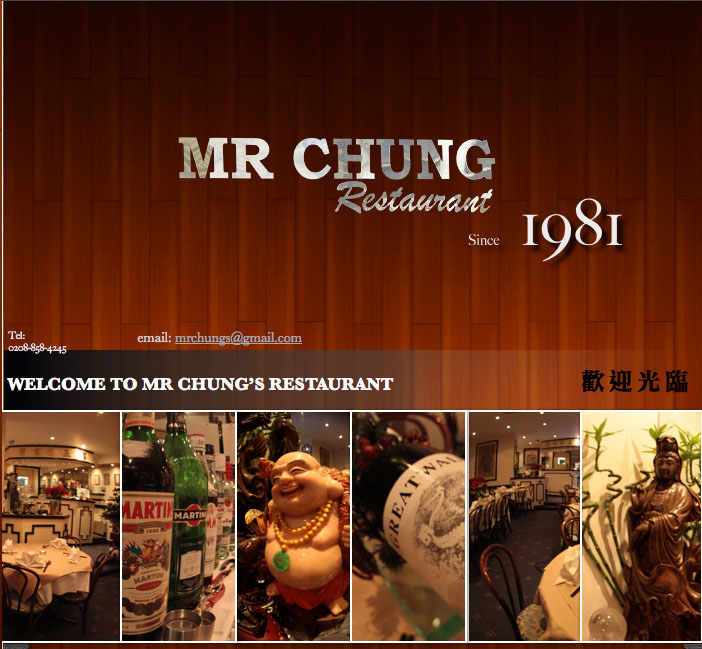 MR CHUNG
Restaurant
Since 1981
Tel:
0208-858-4245
email: mrchungs@gmail.com
WELCOME TO MR CHUNG'S RESTAURANT
歡迎光臨
MARTINI
MARTINI
MARTINI
GREAT WALL